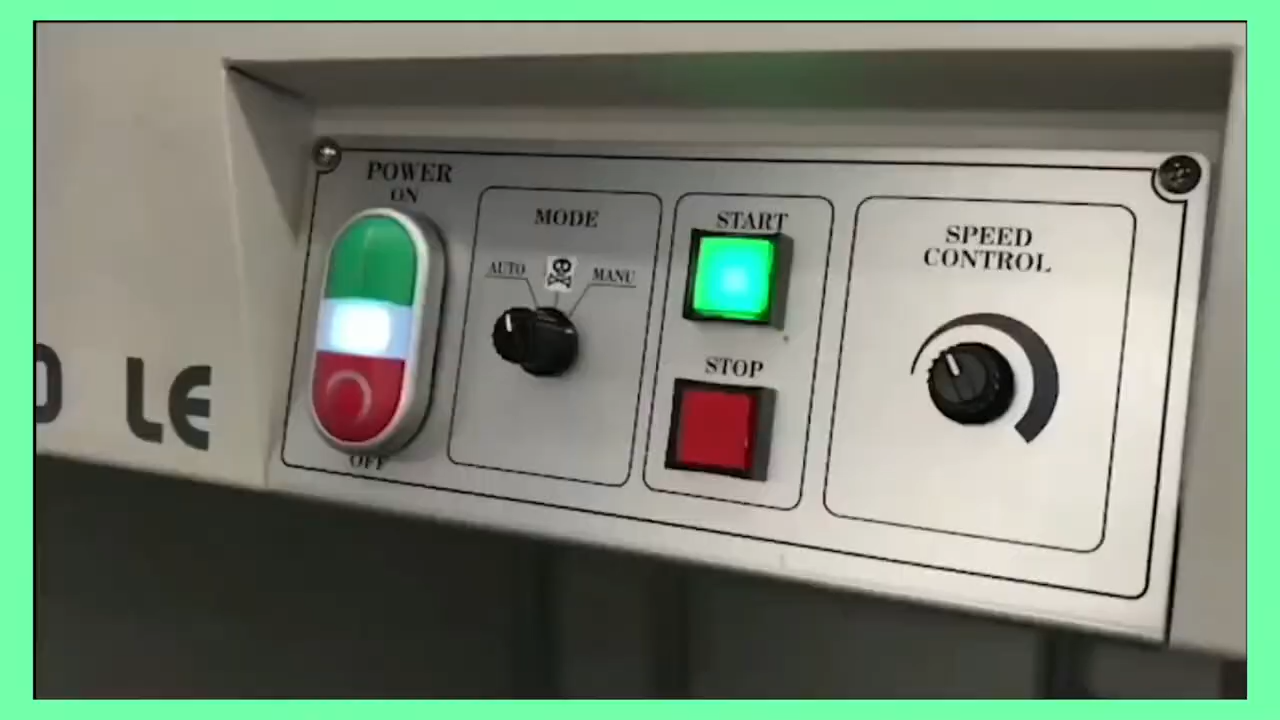 POWER
ON
OFF
MODE
AUTO
MANU
START
STOP
SPEED
CONTROL
LE